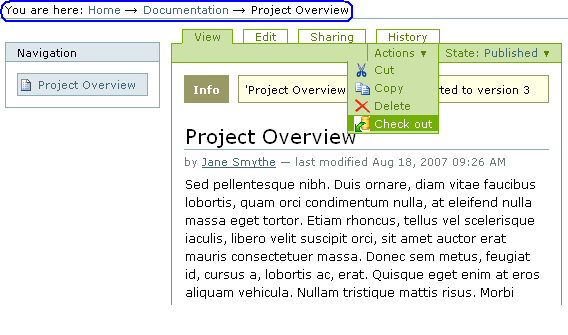 You are here: Home → Documentation → Project Overview
View Edit Sharing History
Navigation
Actions ▼ State: Published ▼
Project Overview
Cut
Copy
Delete
Check out
Info 'Project Overview rted to version 3
Project Overview
by Jane Smythe — last modified Aug 18, 2007 09:26 AM
Sed pellentesque nibh. Duis ornare, diam vitae faucibus
lobortis, quam orci condimentum nulla, at eleifend nulla
massa eget tortor. Etiam rhoncus, tellus vel scelerisque
iaculis, libero velit suscipit orci, sit amet auctor erat
mauris consectetuer massa. Donec sem metus, feugiat
id, cursus a, lobortis ac, erat. Quisque eget enim at eros
aliquam vehicula. Nullam tristique mattis risus. Morbi